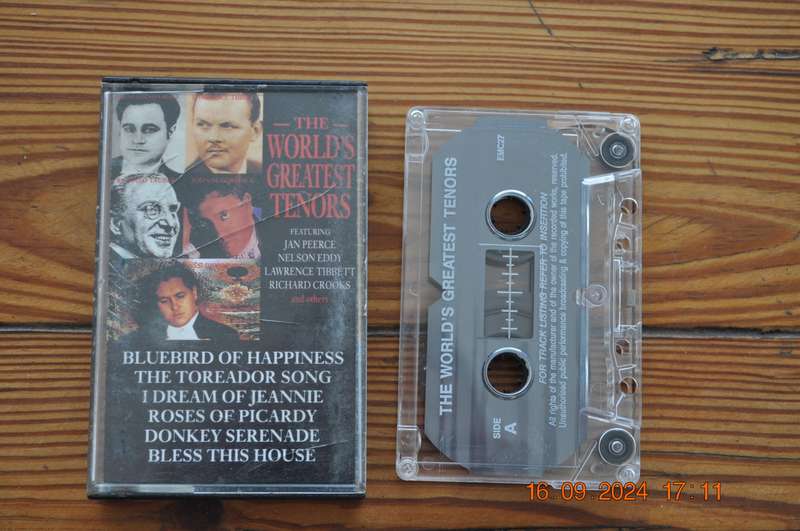 THE
WORLD'S
GREATEST
TENORS
FEATURING
JAN PEERCE
NELSON EDDY
LAWRENCE TIBBETT
RICHARD CROOKS
and others
BLUEBIRD OF HAPPINESS
THE TOREADOR SONG
I DREAM OF JEANNIE
ROSES OF PICARDY
DONKEY SERENADE
BLESS THIS HOUSE
THE WORLD'S GREATEST TENORS
EMC27
FOR TRACK LISTING REFER TO INSERTION
All rights of the manufacturer and of the owner of the recorded works, reserved.
Unauthorised public performance broadcasting & copying of this tape prohibited.
SIDE
A
16.09.2024 17:11